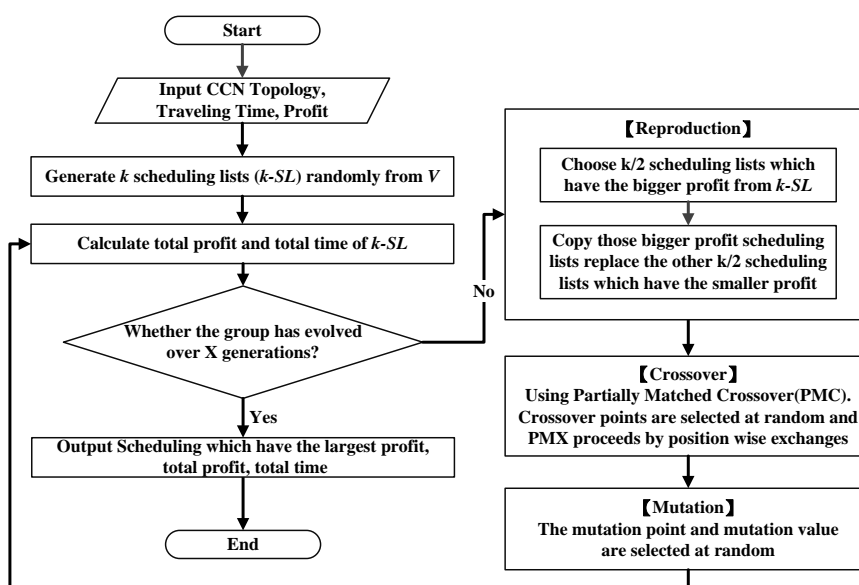 Start
Input CCN Topology,
Traveling Time, Profit
Generate k scheduling lists (k-SL) randomly from V
Calculate total profit and total time of k-SL
Whether the group has evolved
over X generations?
No
Yes
Output Scheduling which have the largest profit,
total profit, total time
End
【Reproduction】
Choose k/2 scheduling lists which
have the bigger profit from k-SL
Copy those bigger profit scheduling
lists replace the other k/2 scheduling
lists which have the smaller profit
【Crossover】
Using Partially Matched Crossover(PMC).
Crossover points are selected at random and
PMX proceeds by position wise exchanges
【Mutation】
The mutation point and mutation value
are selected at random